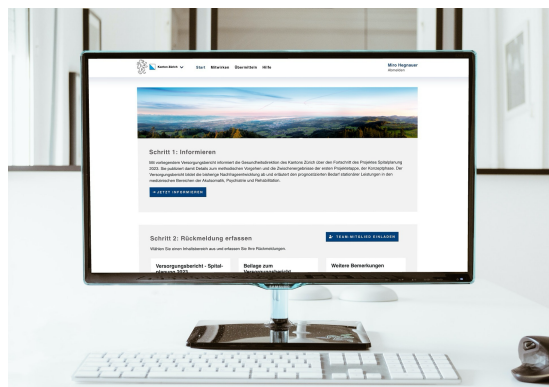 Kanton Zürich
Start Mitwirken Übermitteln Hilfe
Miro Hegnauer
Abmelden
Schritt 1: Informieren
Mit vorliegendem Versorgungsbericht informiert die Gesundheitsdirektion des Kantons Zürich über den Fortschritt des Projektes Spitalplanung
2023. Sie publiziert damit Details zum methodischen Vorgehen und die Zwischenergebnisse der ersten Projektetappe, der Konzeptphase. Der
Versorgungsbericht bildet die bisherige Nachfrageentwicklung ab und erläutert den prognostizierten Bedarf stationärer Leistungen in den
medizinischen Bereichen der Akutsomatik, Psychiatrie und Rehabilitation.
JETZT INFORMIEREN
Schritt 2: Rückmeldung erfassen
TEAM-MITGLIED EINLADEN
Wählen Sie einen Inhaltsbereich aus und erfassen Sie Ihre Rückmeldungen.
Versorgungsbericht - Spital-
planung 2023
Beilage zum
Versorgungsbericht
Weitere Bemerkungen